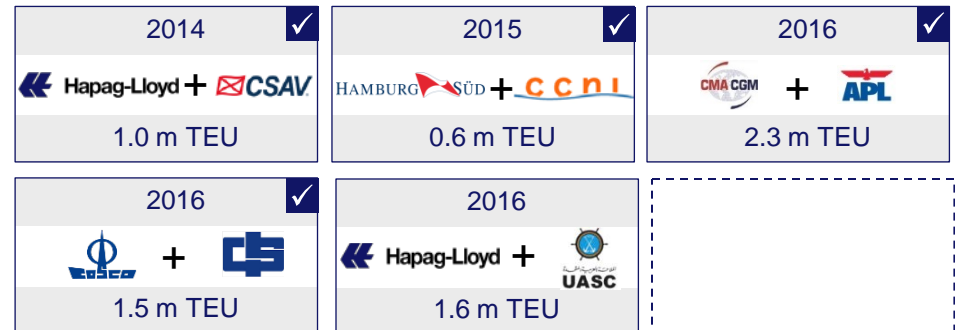 2014
Hapag-Lloyd + CSAV
1.0 m TEU
2015
HAMBURG SÜD + ccni
0.6 m TEU
2016
CMA CGM + APL
2.3 m TEU
2016
COSCO +
1.5 m TEU
2016
Hapag-Lloyd + UASC
1.6 m TEU